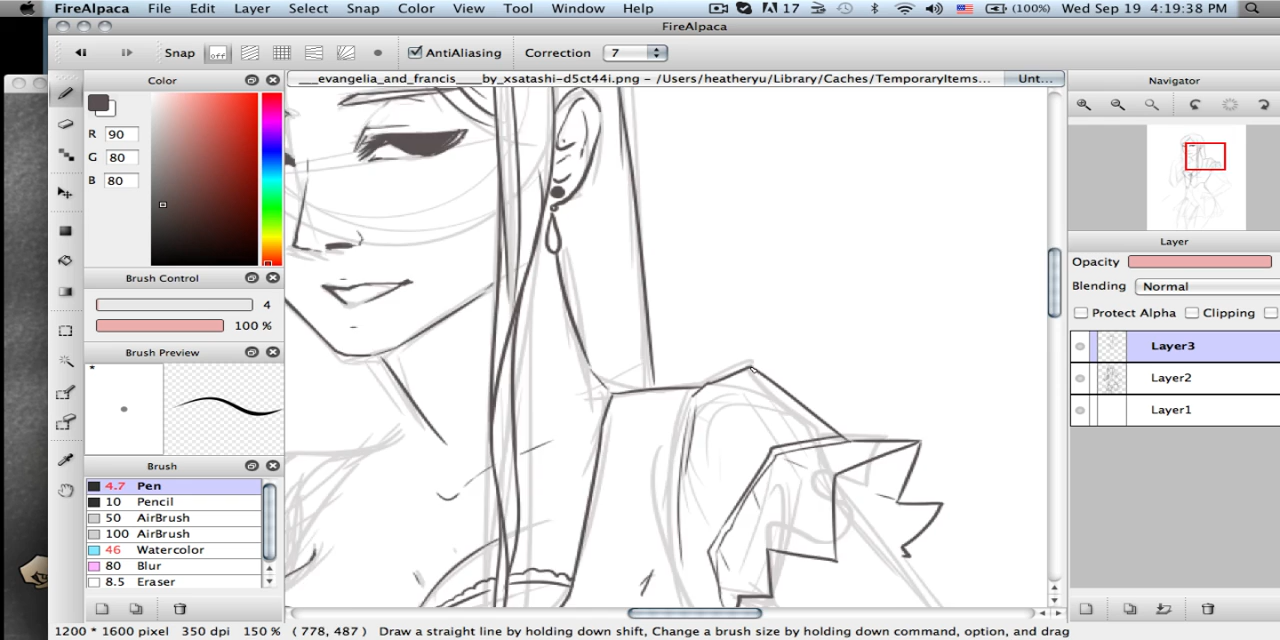 FireAlpaca File Edit Select Snap Color View Tool Window Help 17 (100%) Wed Sep 19 4:19:38 PM
FireAlpaca
Snap off AntiAliasing Correction 7
Color
___evangelia_and_francis____by_xsatashi-d5ct44i.png - /Users/heatheryu/Library/Caches/TemporaryItems... Unt...
Navigator
R 90
G 80
B 80
Layer
Opacity
Blending Normal
Protect Alpha Clipping
Brush Control
4
100 %
Brush Preview
*
Layer3
Layer2
Layer1
Brush
4.7 Pen
10 Pencil
50 AirBrush
100 AirBrush
46 Watercolor
80 Blur
8.5 Eraser
1200 * 1600 pixel 350 dpi 150 % ( 778, 487 ) Draw a straight line by holding down shift, Change a brush size by holding down command, option, and drag